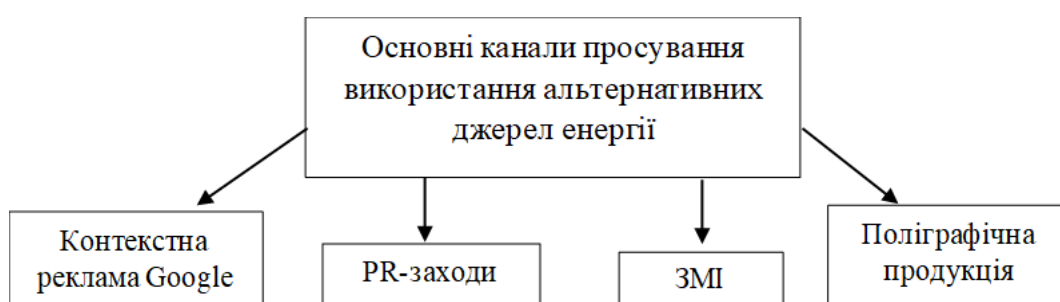 Основні канали просування
використання альтернативних
джерел енергії
Контекстна
реклама Google
PR-заходи
ЗМІ
Поліграфічна
продукція